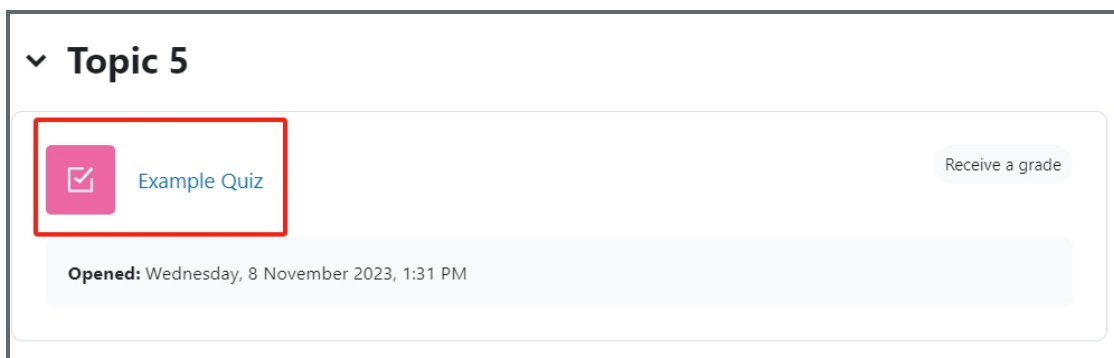 Topic 5
Example Quiz
Receive a grade
Opened: Wednesday, 8 November 2023, 1:31 PM